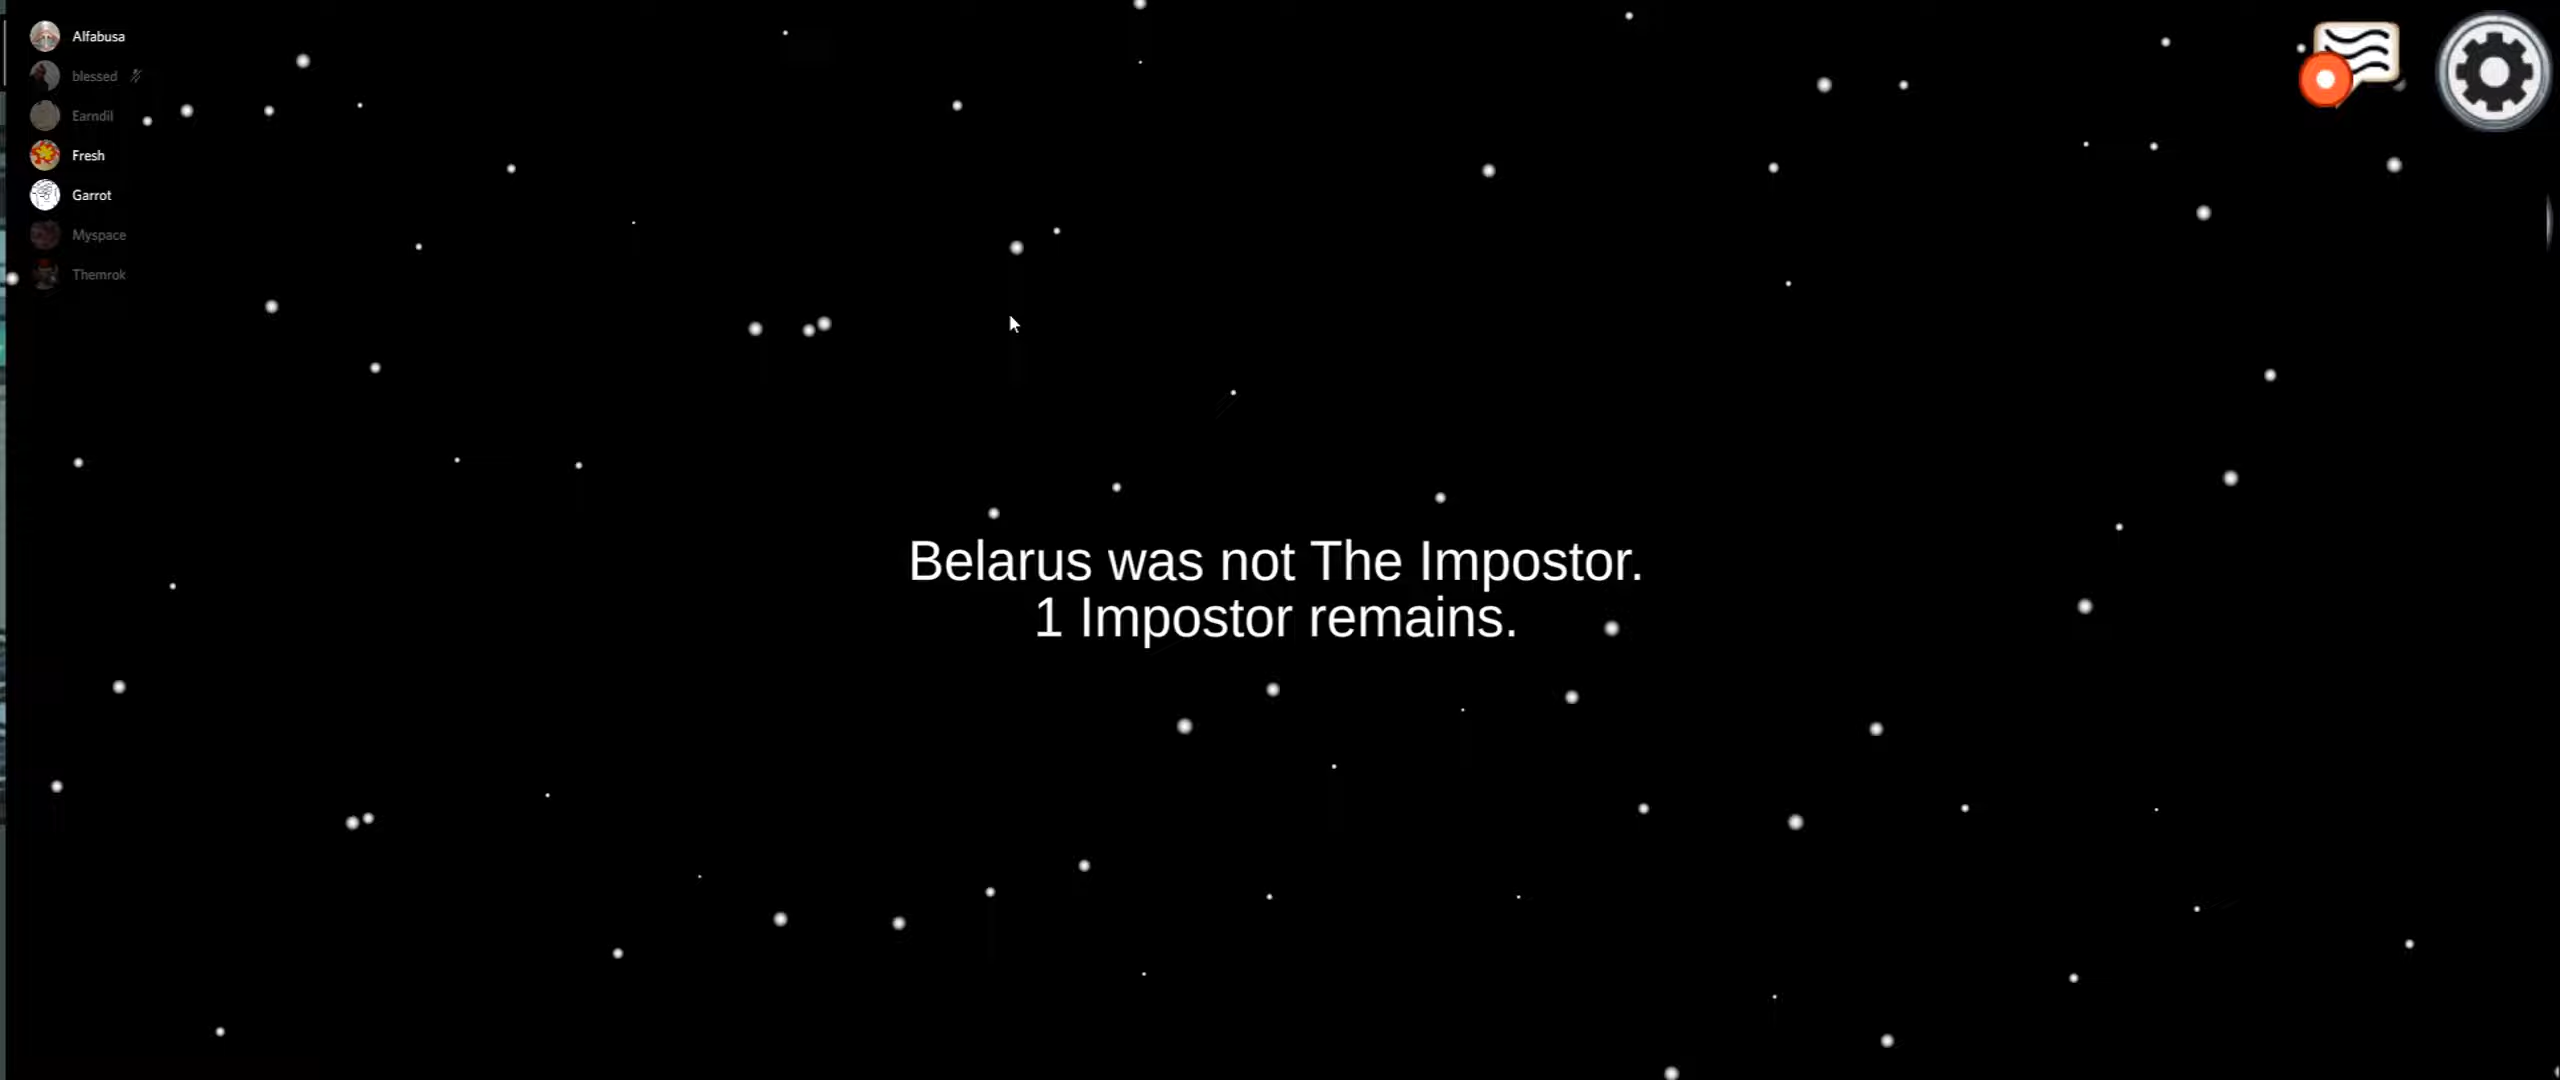 Alfabusa
blessed
Earndil
Fresh
Garrot
Myspace
Themrok
Belarus was not The Impostor.
1 Impostor remains.